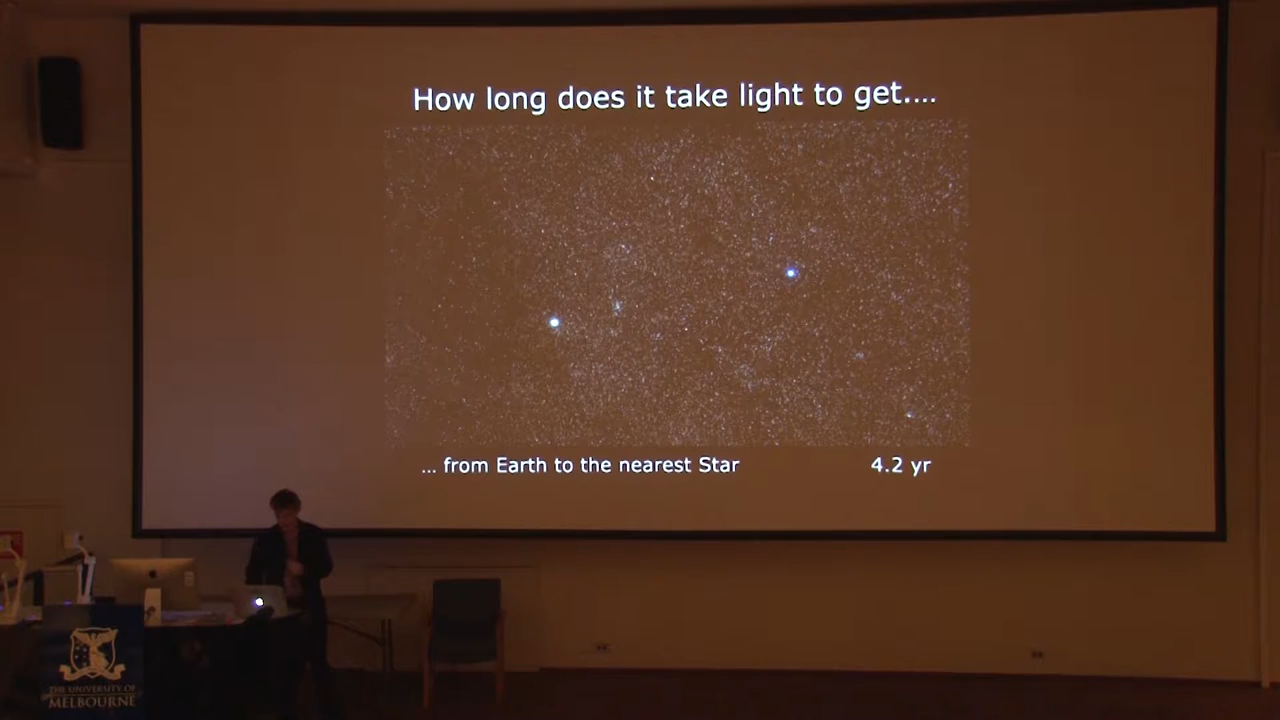 How long does it take light to get....
... from Earth to the nearest Star
4.2 yr
THE UNIVERSITY OF
MELBOURNE